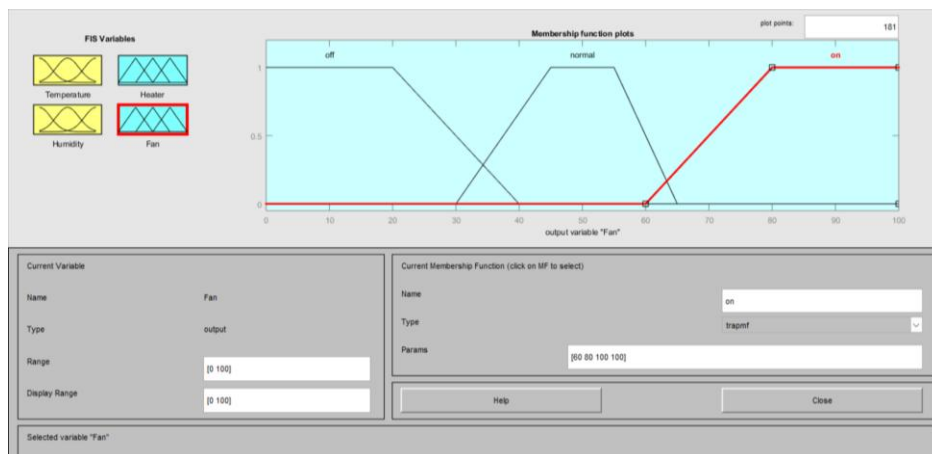 plot points: 181
FIS Variables
Membership function plots
off normal on
1
0.5
0
0 10 20 30 40 50 60 70 80 90 100
output variable "Fan"
Temperature Heater
Humidity Fan
Current Variable
Name Fan
Type output
Range [0 100]
Display Range [0 100]
Current Membership Function (click on MF to select)
Name on
Type trapmf
Params [60 80 100 100]
Help Close
Selected variable "Fan"